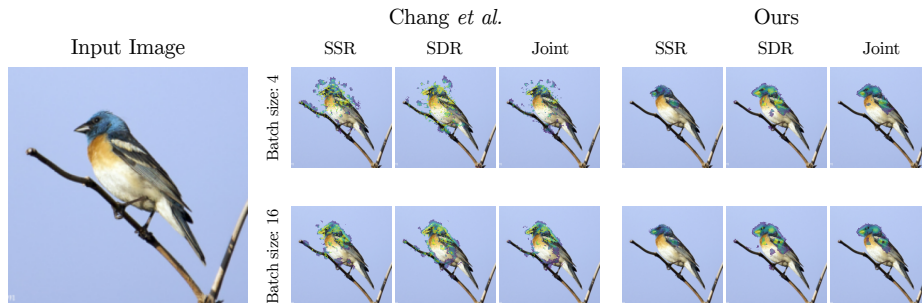 Chang et al.
Ours
Input Image
SSR
SDR
Joint
SSR
SDR
Joint
Batch size: 4
Batch size: 16